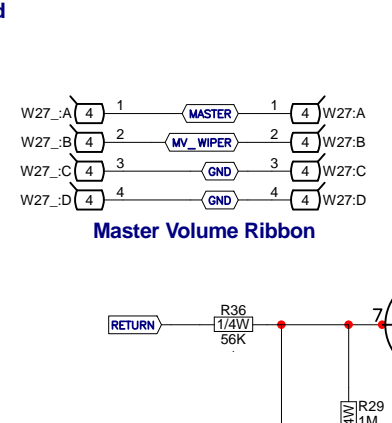 d
W27_:A 4 1 MASTER 1 4 W27:A
W27_:B 4 2 MV_WIPER 2 4 W27:B
W27_:C 4 3 GND 3 4 W27:C
W27_:D 4 4 GND 4 4 W27:D
Master Volume Ribbon
R36
RETURN 1/4W 7
56K
R29
1M